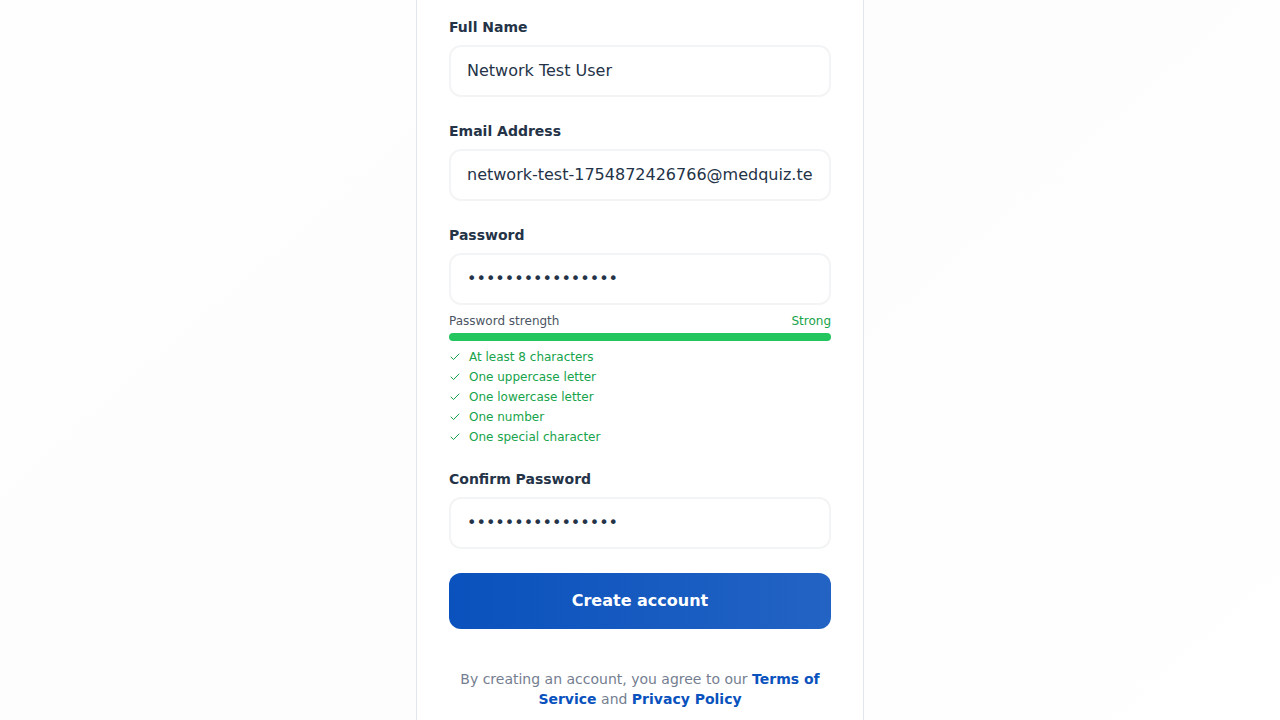 Full Name
Network Test User
Email Address
network-test-1754872426766@medquiz.te
Password
••••••••••••••••
Password strength Strong
At least 8 characters
One uppercase letter
One lowercase letter
One number
One special character
Confirm Password
••••••••••••••••
Create account
By creating an account, you agree to our Terms of
Service and Privacy Policy